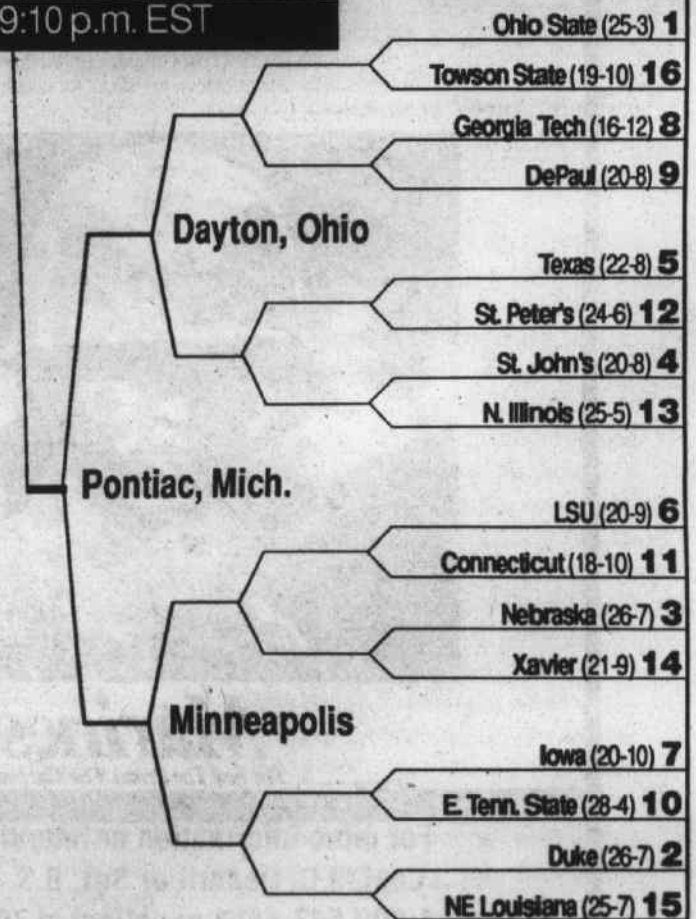 9:10 p.m. EST
Ohio State (25-3) 1
Towson State (19-10) 16
Georgia Tech (16-12) 8
DePaul (20-8) 9
Dayton, Ohio
Texas (22-8) 5
St. Peter's (24-6) 12
St. John's (20-8) 4
N. Illinois (25-5) 13
Pontiac, Mich.
LSU (20-9) 6
Connecticut (18-10) 11
Nebraska (26-7) 3
Xavier (21-9) 14
Minneapolis
Iowa (20-10) 7
E. Tenn. State (28-4) 10
Duke (26-7) 2
NE Louisiana (25-7) 15